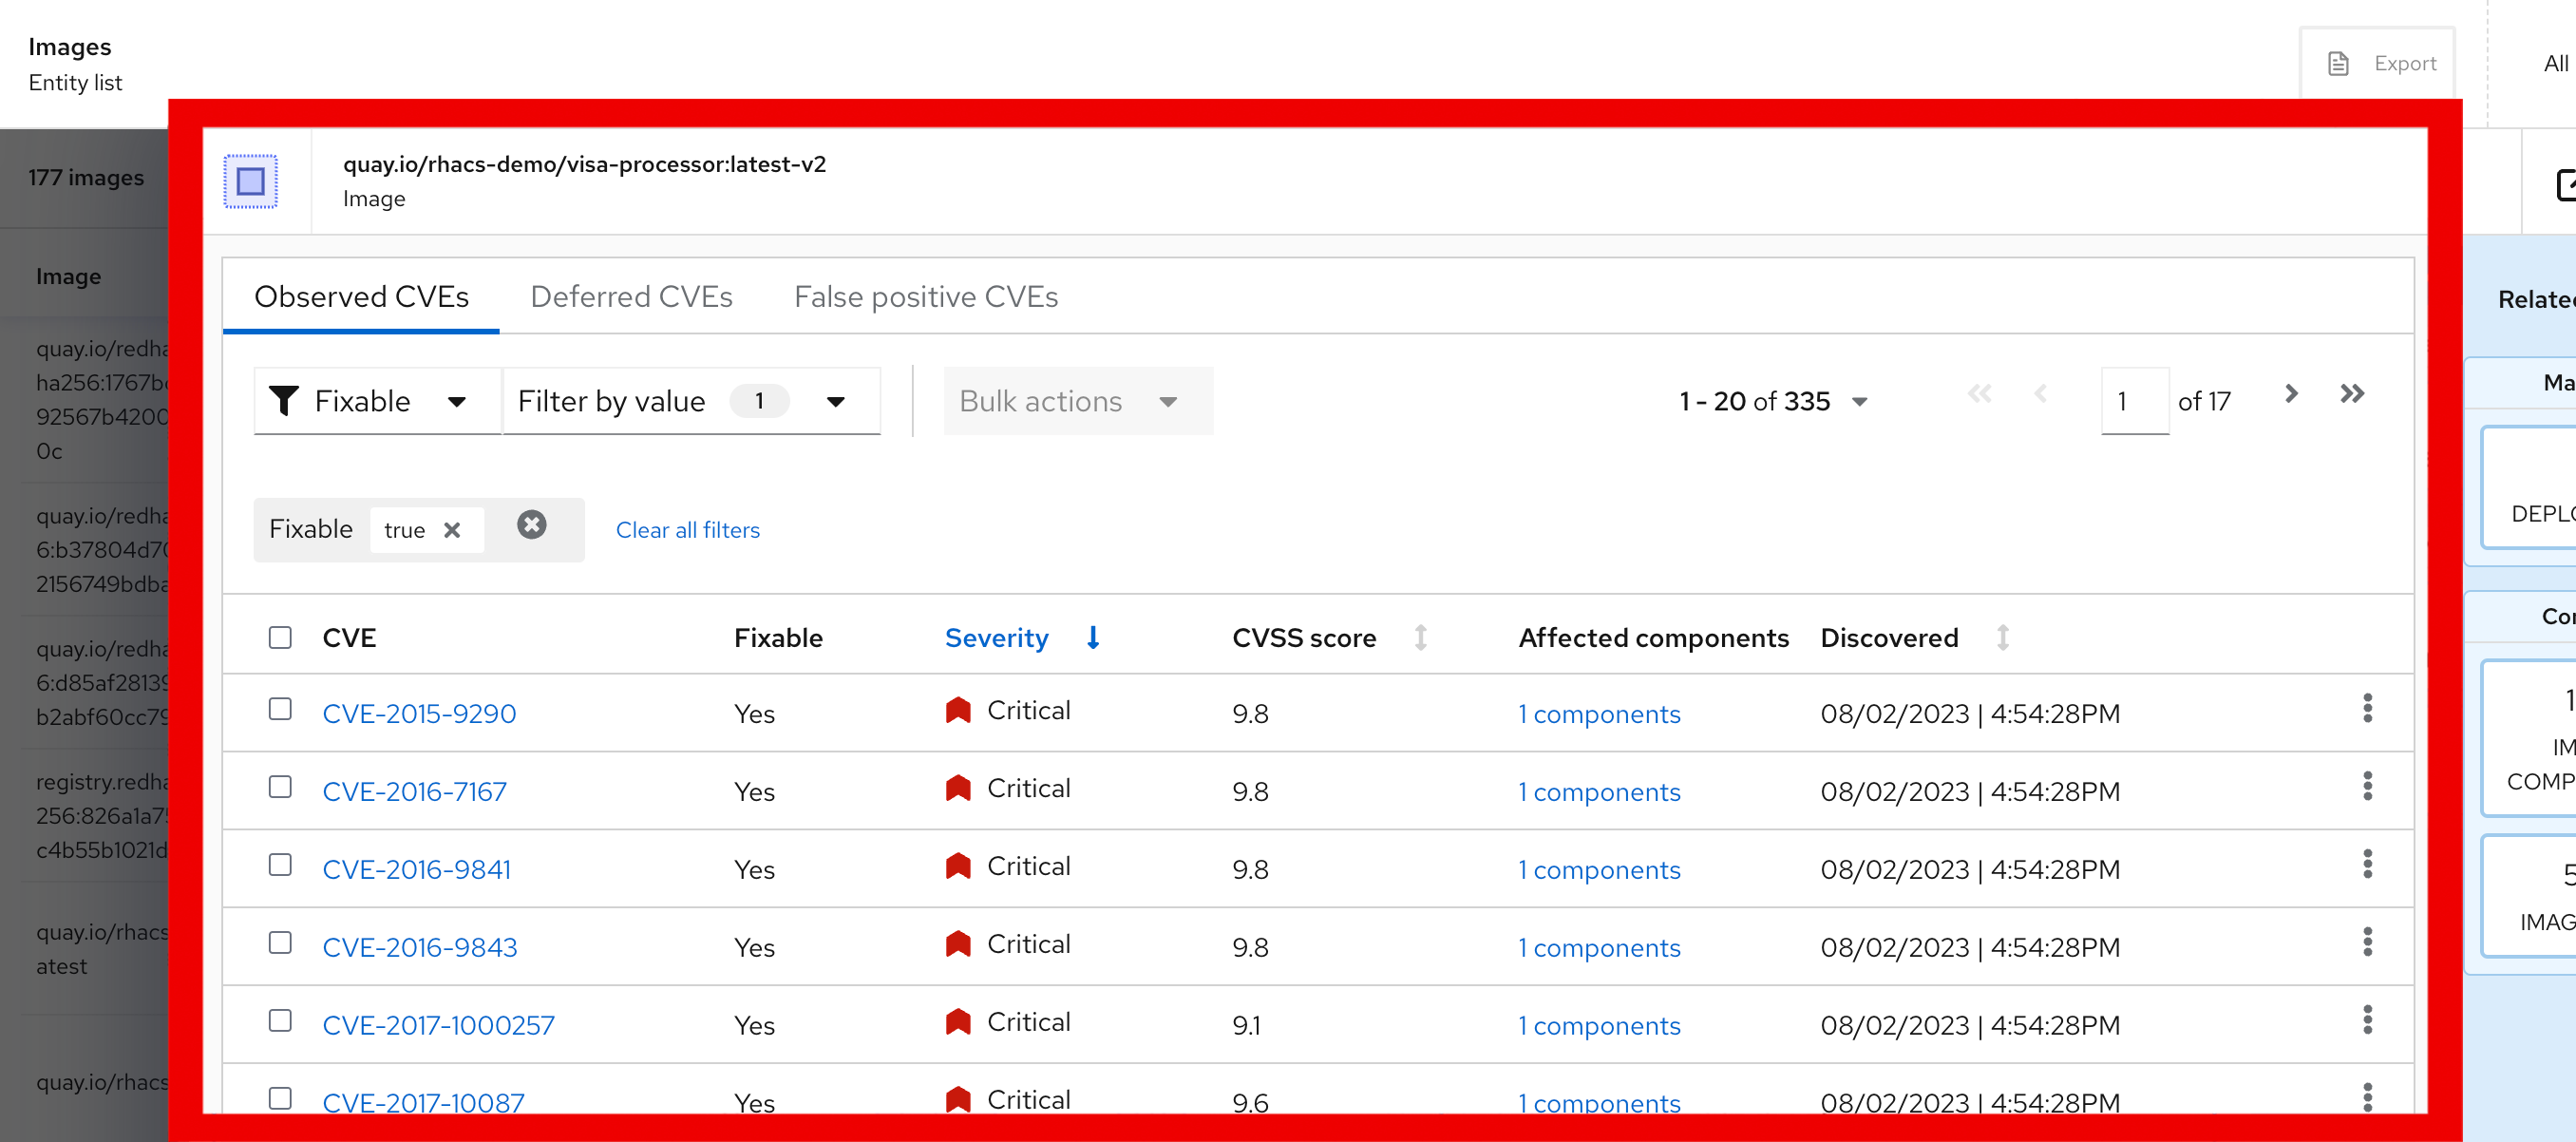 Images
Entity list
Export
All
177 images
quay.io/rhacs-demo/visa-processor:latest-v2
Image
Image
quay.io/redha
ha256:1767b
92567b4200
0c
quay.io/redha
6:b37804d70
2156749bdba
quay.io/redha
6:d85af28139
b2abf60cc79
registry.redha
256:826a1a75
c4b55b1021d
quay.io/rhacs
atest
quay.io/rhacs
Observed CVEs Deferred CVEs False positive CVEs
Fixable Filter by value 1 Bulk actions 1 - 20 of 335 1 of 17
Fixable true Clear all filters
CVE Fixable Severity CVSS score Affected components Discovered
CVE-2015-9290 Yes Critical 9.8 1 components 08/02/2023 | 4:54:28PM
CVE-2016-7167 Yes Critical 9.8 1 components 08/02/2023 | 4:54:28PM
CVE-2016-9841 Yes Critical 9.8 1 components 08/02/2023 | 4:54:28PM
CVE-2016-9843 Yes Critical 9.8 1 components 08/02/2023 | 4:54:28PM
CVE-2017-1000257 Yes Critical 9.1 1 components 08/02/2023 | 4:54:28PM
CVE-2017-10087 Yes Critical 9.6 1 components 08/02/2023 | 4:54:28PM
Relate
Ma
DEPL
Co
1
IM
COMP
5
IMAG